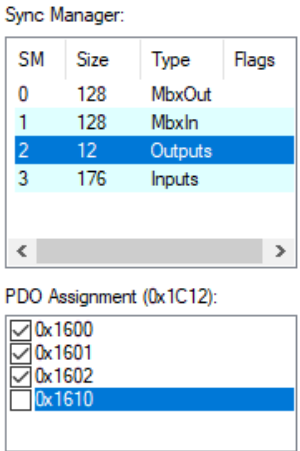 Sync Manager:
SM Size Type Flags
0 128 MbxOut
1 128 MbxIn
2 12 Outputs
3 176 Inputs
PDO Assignment (0x1C12):
0x1600
0x1601
0x1602
0x1610